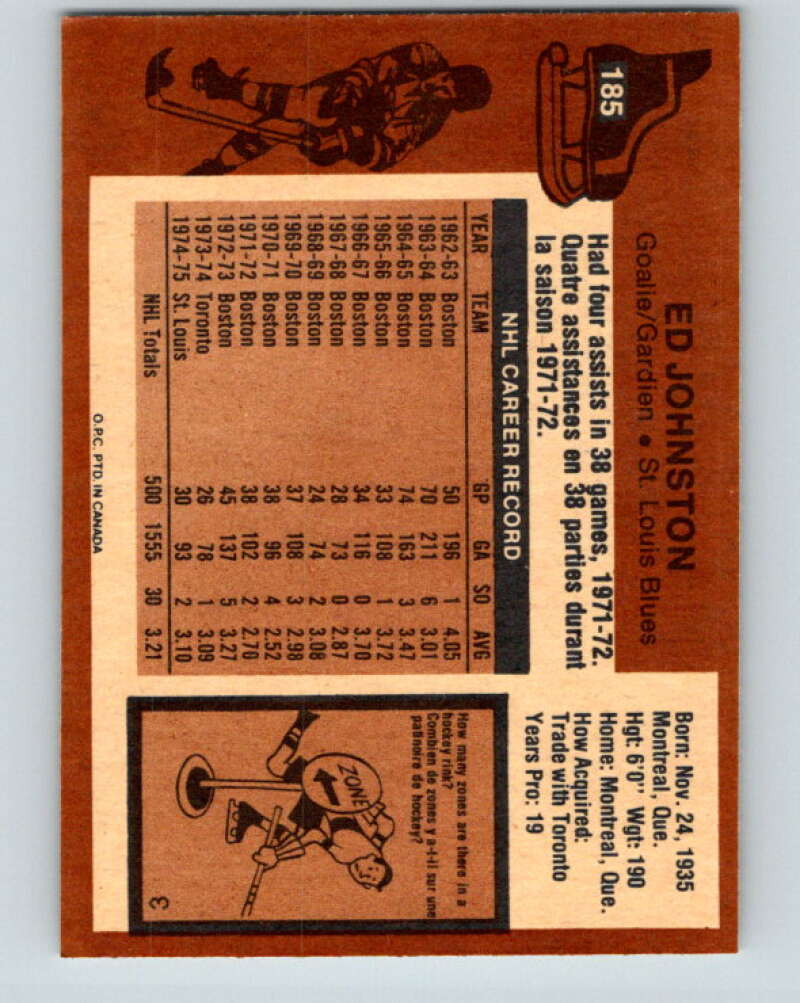 185
ED JOHNSTON
Goalie/Gardien • St. Louis Blues
Had four assists in 38 games, 1971-72.
Quatre assistances en 38 parties durant
la saison 1971-72.
Born: Nov. 24, 1935
Montreal, Que.
Hgt: 6'0" Wgt: 190
Home: Montreal, Que.
How Acquired:
Trade with Toronto
Years Pro: 19
NHL CAREER RECORD
YEAR TEAM GP GA SO AVG
1962-63 Boston 50 196 1 4.05
1963-64 Boston 70 211 6 3.01
1964-65 Boston 74 163 3 3.47
1965-66 Boston 33 108 1 3.72
1966-67 Boston 34 116 0 3.70
1967-68 Boston 28 73 0 2.87
1968-69 Boston 24 74 2 3.08
1969-70 Boston 37 108 3 2.98
1970-71 Boston 38 96 4 2.52
1971-72 Boston 38 102 2 2.70
1972-73 Boston 45 137 5 3.27
1973-74 Toronto 26 78 1 3.09
1974-75 St. Louis 30 93 2 3.10
NHL Totals 500 1555 30 3.21
How many zones are there in a
hockey rink?
Combien de zones y a-t-il sur une
patinoire de hockey?
ZONE
3
O.P.C. PTD. IN CANADA